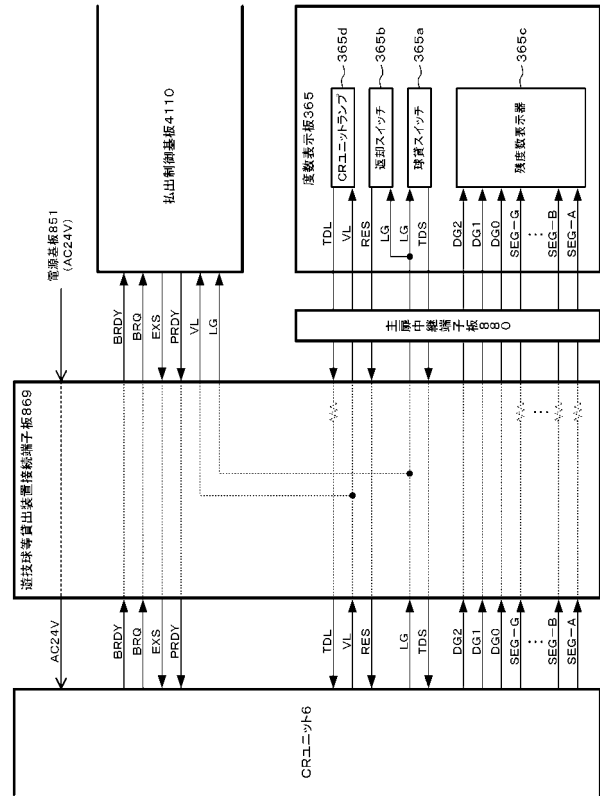 電源基板851
(AC24V)
払出制御基板4110
度数表示板365
CRユニットランプ
365d
返却スイッチ
365b
球貸スイッチ
365a
残度数表示器
365c
BRDY
BRQ
EXS
PRDY
VL
LG
TDL
VL
RES
LG
LG
TDS
DG2
DG1
DG0
SEG-G
SEG-B
SEG-A
主扉中継端子板880
遊技球等貸出装置接続端子板869
AC24V
BRDY
BRQ
EXS
PRDY
TDL
VL
RES
LG
TDS
DG2
DG1
DG0
SEG-G
SEG-B
SEG-A
CRユニット6